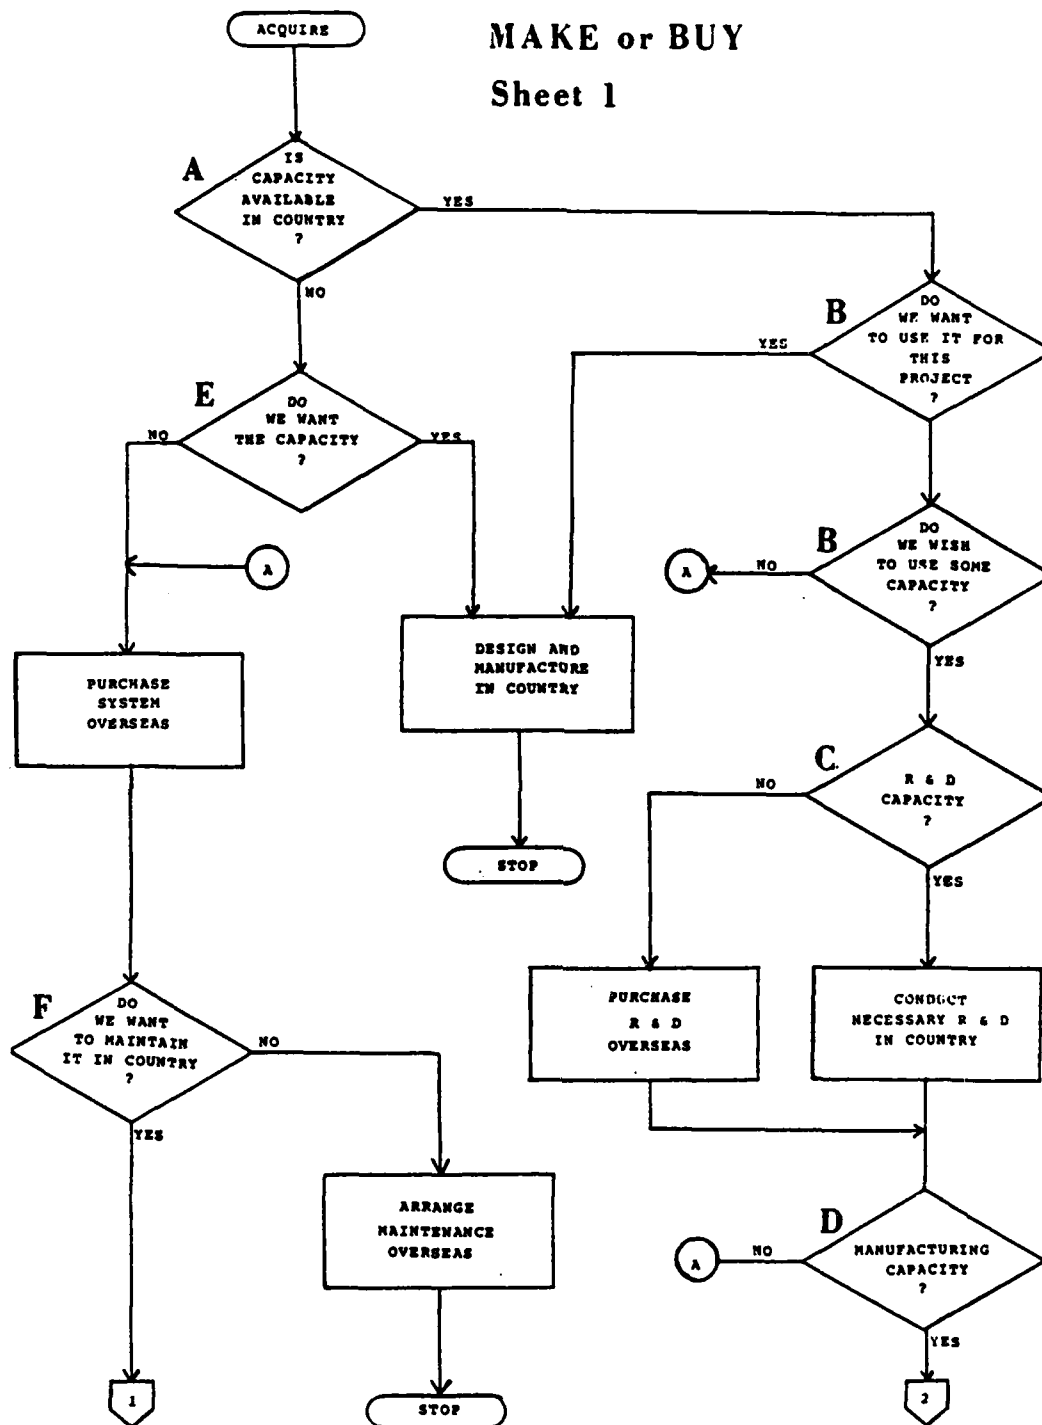 MAKE or BUY
Sheet 1
ACQUIRE
A
IS
CAPACITY
AVAILABLE
IN COUNTRY
?
YES
NO
B
DO
WE WANT
TO USE IT FOR
THIS
PROJECT
?
YES
E
DO
WE WANT
THE CAPACITY
?
NO
YES
B
DO
WE WISH
TO USE SOME
CAPACITY
?
NO
A
YES
A
PURCHASE
SYSTEM
OVERSEAS
DESIGN AND
MANUFACTURE
IN COUNTRY
STOP
C
R & D
CAPACITY
?
NO
YES
PURCHASE
R & D
OVERSEAS
CONDUCT
NECESSARY R & D
IN COUNTRY
F
DO
WE WANT
TO MAINTAIN
IT IN COUNTRY
?
NO
YES
ARRANGE
MAINTENANCE
OVERSEAS
STOP
D
MANUFACTURING
CAPACITY
?
NO
A
YES
1
2